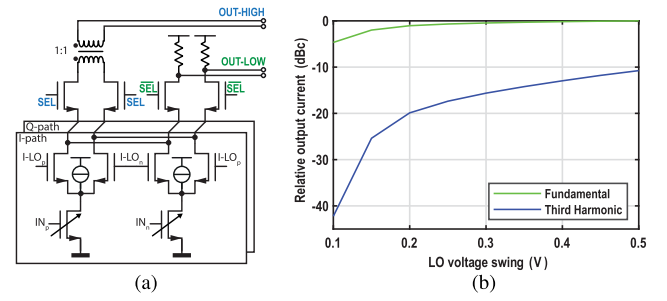 OUT-HIGH
1:1
OUT-LOW
SEL
SEL
SEL
SEL
Q-path
I-path
I-LOp
I-LOn
I-LOp
INp
INn
(a)
Relative output current (dBc)
0
-10
-20
-30
-40
Fundamental
Third Harmonic
0.1
0.2
0.3
0.4
0.5
LO voltage swing (V)
(b)